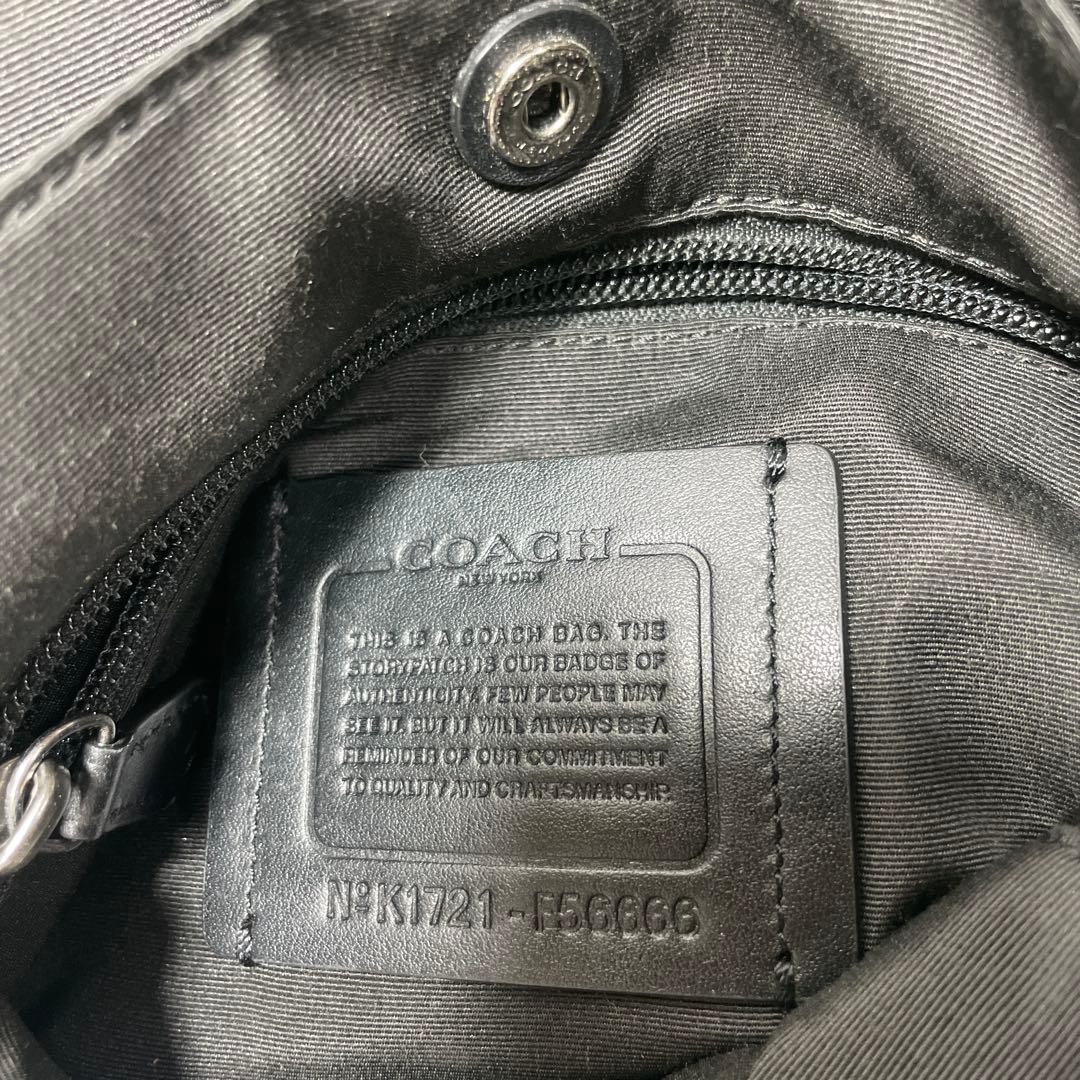 COACH
NEW YORK
THIS IS A COACH BAG. THE
STORYPATCH IS OUR BADGE OF
AUTHENTICITY. FEW PEOPLE MAY
SEE IT. BUT IT WILL ALWAYS BE A
REMINDER OF OUR COMMITMENT
TO QUALITY AND CRAFTSMANSHIP.
NºK1721-F56666